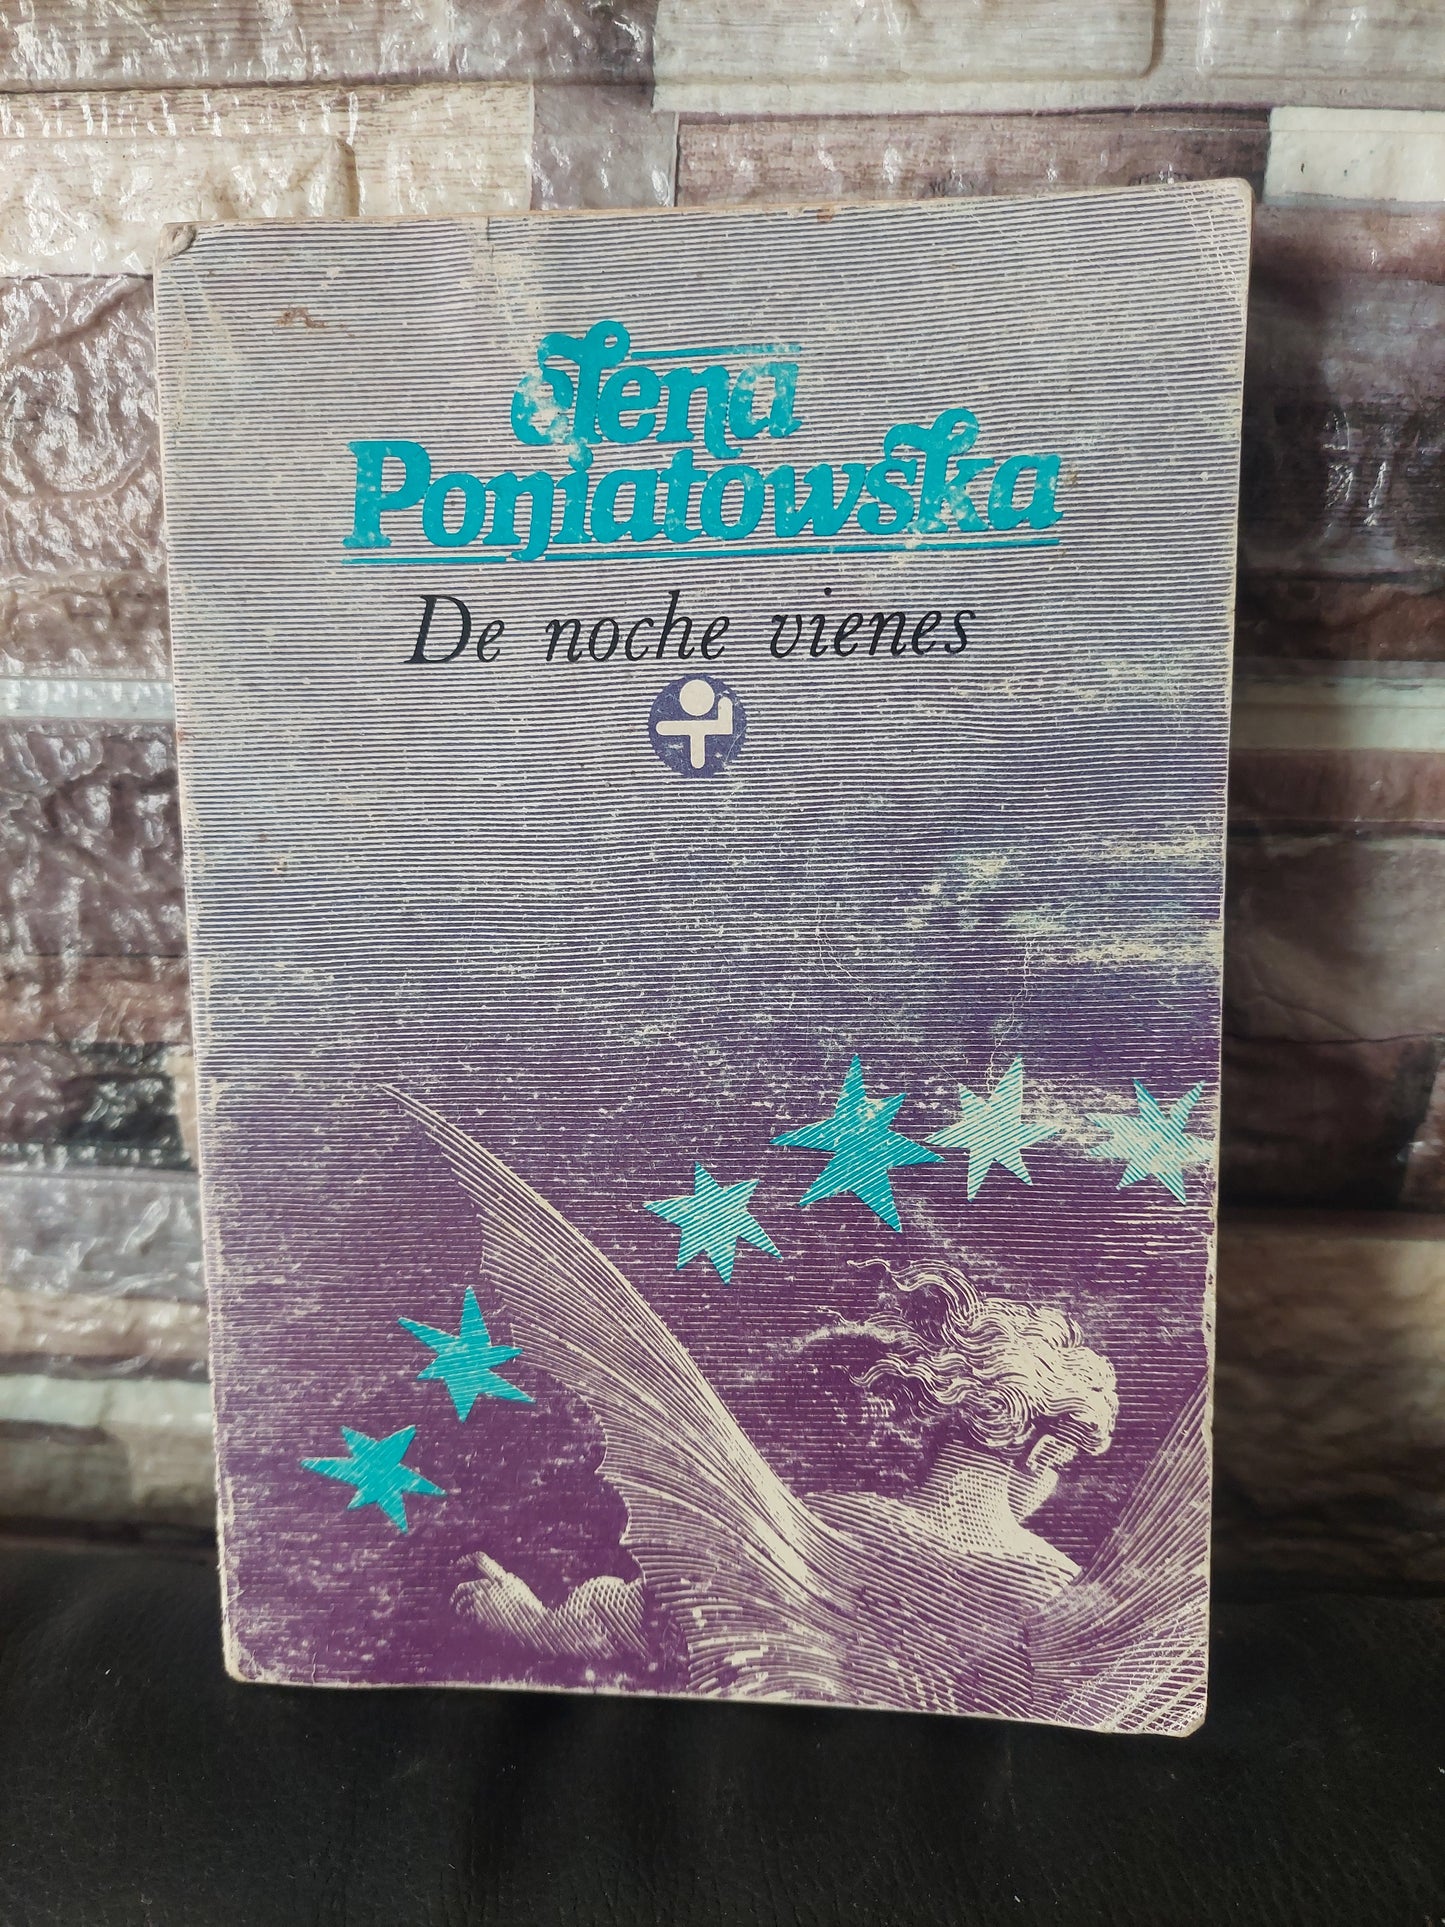 Elena
Poniatowska
De noche vienes